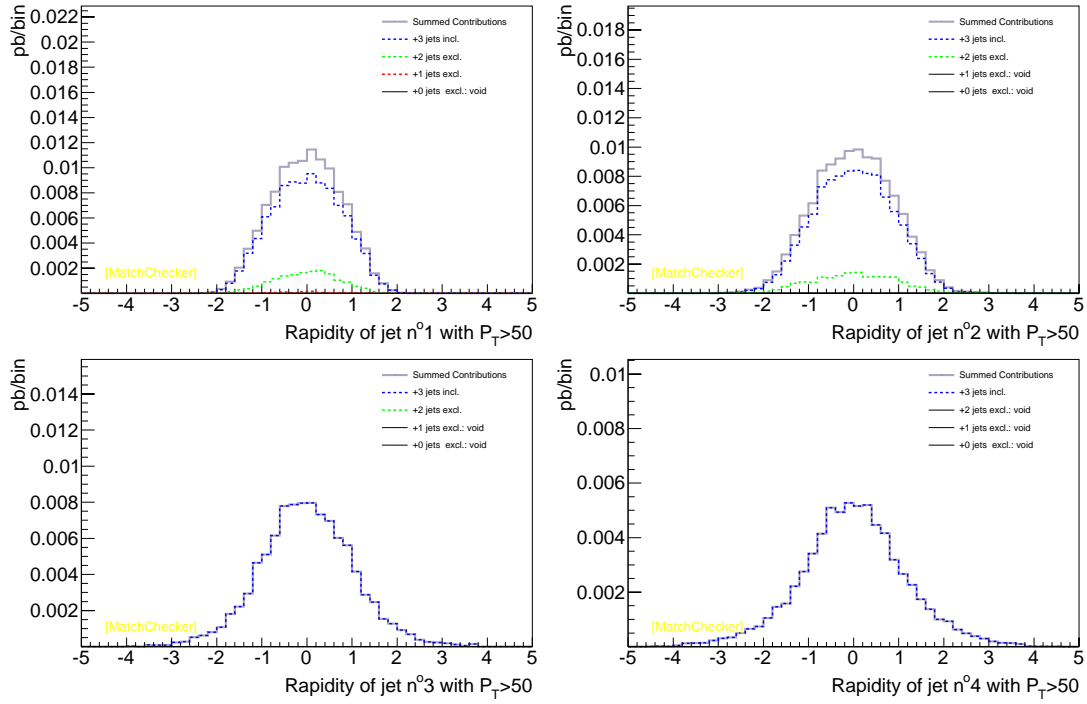 pb/bin
0.022
0.02
0.018
0.016
0.014
0.012
0.01
0.008
0.006
0.004
0.002
Summed Contributions
+3 jets incl.
+2 jets excl.
+1 jets excl.
+0 jets excl.: void
[MatchChecker]
-5 -4 -3 -2 -1 0 1 2 3 4 5
Rapidity of jet n°1 with P_T>50
pb/bin
0.018
0.016
0.014
0.012
0.01
0.008
0.006
0.004
0.002
Summed Contributions
+3 jets incl.
+2 jets excl.
+1 jets excl.: void
+0 jets excl.: void
[MatchChecker]
-5 -4 -3 -2 -1 0 1 2 3 4 5
Rapidity of jet n°2 with P_T>50
pb/bin
0.014
0.012
0.01
0.008
0.006
0.004
0.002
Summed Contributions
+3 jets incl.
+2 jets excl.
+1 jets excl.: void
+0 jets excl.: void
[MatchChecker]
-5 -4 -3 -2 -1 0 1 2 3 4 5
Rapidity of jet n°3 with P_T>50
pb/bin
0.01
0.008
0.006
0.004
0.002
Summed Contributions
+3 jets incl.
+2 jets excl.: void
+1 jets excl.: void
+0 jets excl.: void
[MatchChecker]
-5 -4 -3 -2 -1 0 1 2 3 4 5
Rapidity of jet n°4 with P_T>50